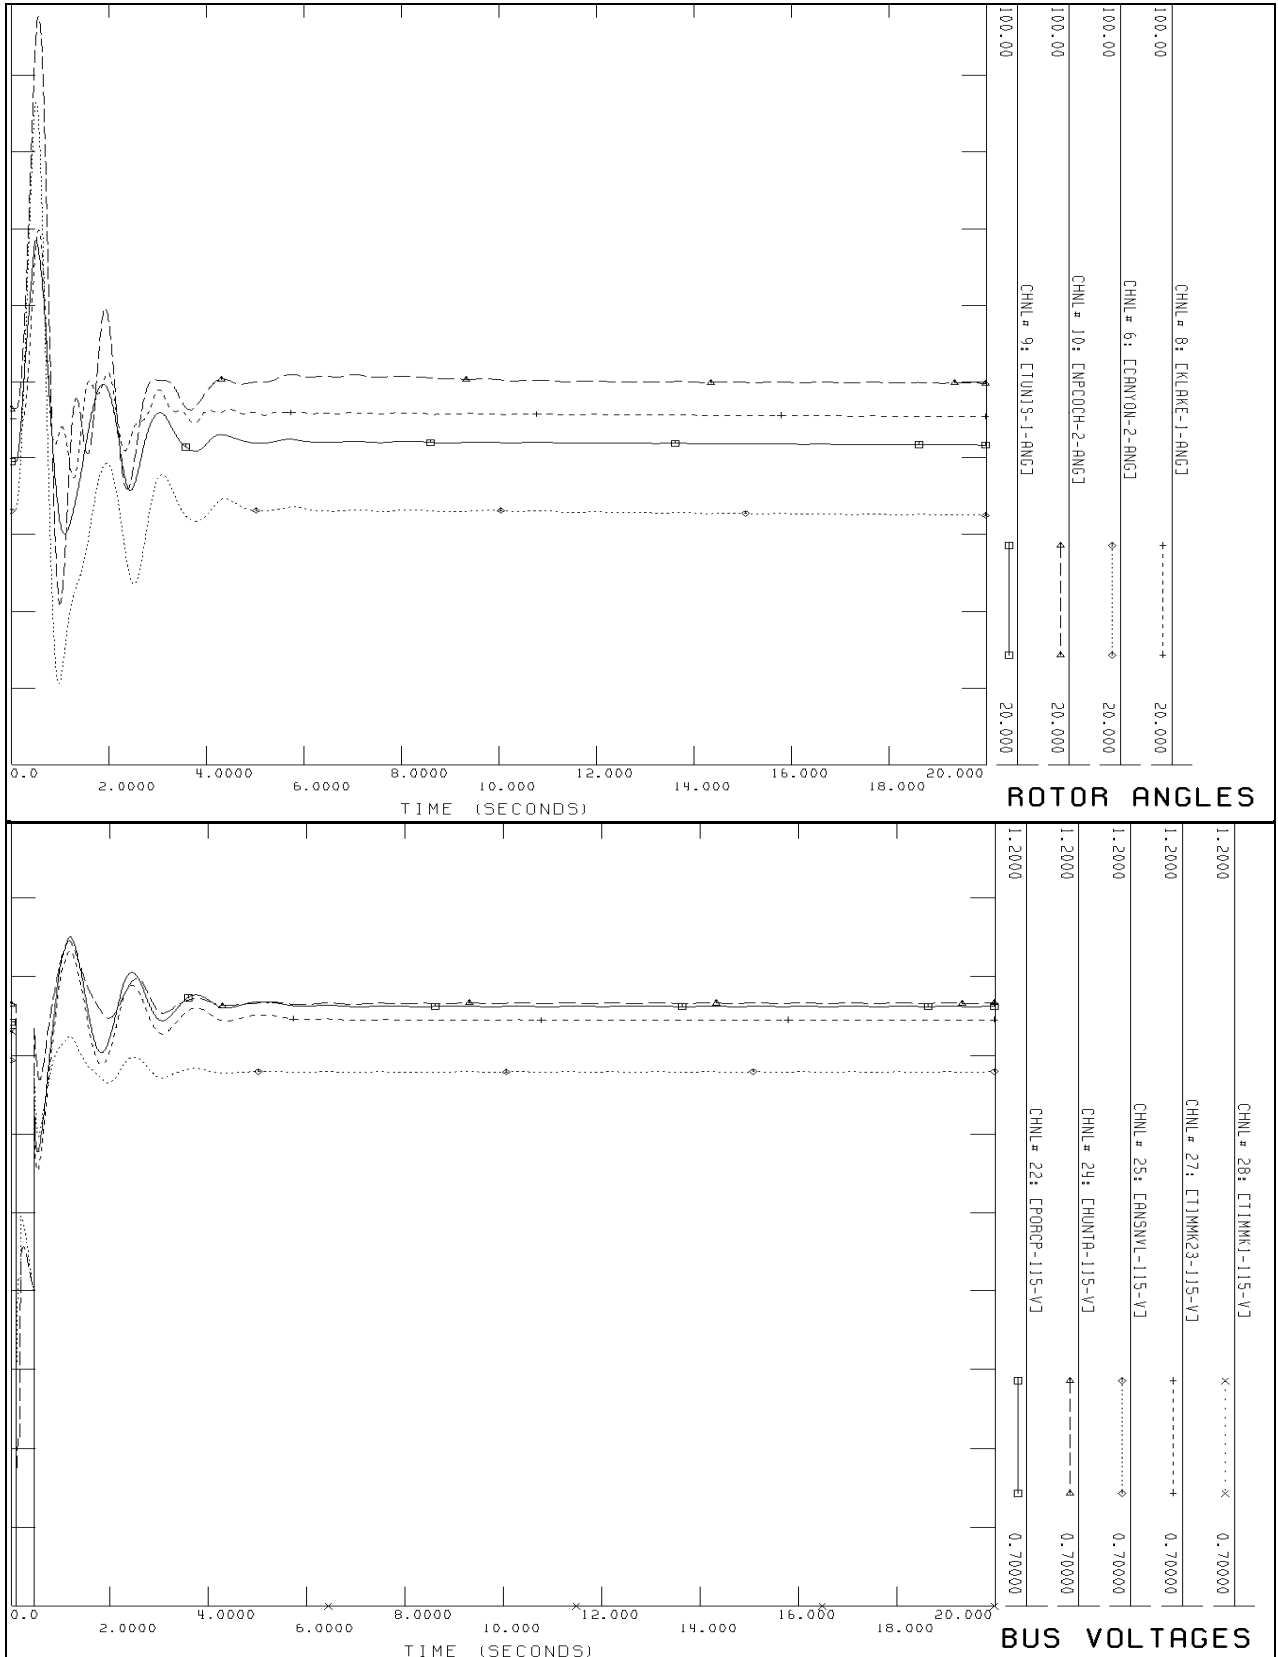 100.00
100.00
100.00
100.00
CHNL# 9: [TUNIS-1-ANG]
CHNL# 10: [NPCOCH-2-ANG]
CHNL# 6: [CANYON-2-ANG]
CHNL# 8: [KLAKE-1-ANG]
20.000
20.000
20.000
20.000
0.0 4.0000 8.0000 12.000 16.000 20.000
2.0000 6.0000 10.000 14.000 18.000
TIME (SECONDS)
ROTOR ANGLES
1.2000
1.2000
1.2000
1.2000
1.2000
CHNL# 22: [PORCP-115-V]
CHNL# 24: [HUNTA-115-V]
CHNL# 25: [ANSNVL-115-V]
CHNL# 27: [TIMMK23-115-V]
CHNL# 28: [TIMMK1-115-V]
0.70000
0.70000
0.70000
0.70000
0.70000
0.0 4.0000 8.0000 12.000 16.000 20.000
2.0000 6.0000 10.000 14.000 18.000
TIME (SECONDS)
BUS VOLTAGES